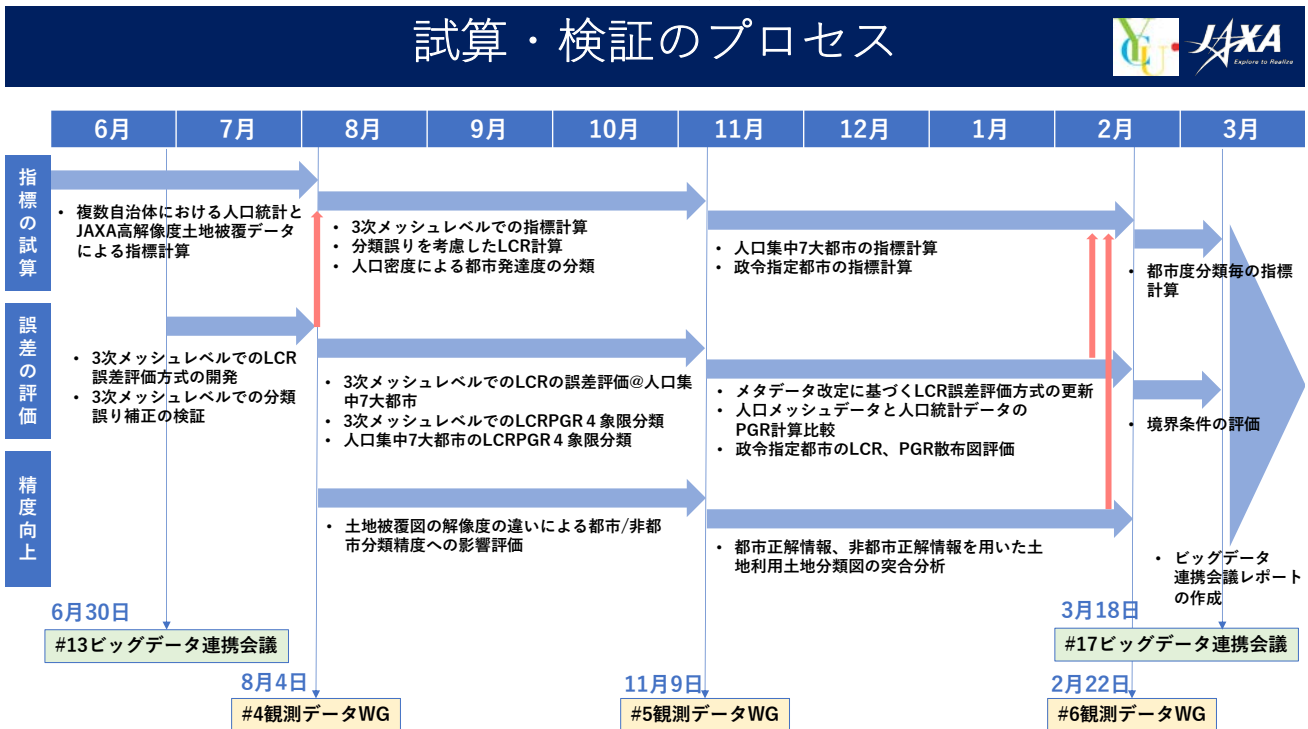 試算・検証のプロセス
YCU
JAXA
Explore to Realize
6月
7月
8月
9月
10月
11月
12月
1月
2月
3月
指標の試算
• 複数自治体における人口統計と
JAXA高解像度土地被覆データ
による指標計算
• 3次メッシュレベルでの指標計算
• 分類誤りを考慮したLCR計算
• 人口密度による都市発達度の分類
• 人口集中7大都市の指標計算
• 政令指定都市の指標計算
• 都市度分類毎の指標
計算
誤差の評価
• 3次メッシュレベルでのLCR
誤差評価方式の開発
• 3次メッシュレベルでの分類
誤り補正の検証
• 3次メッシュレベルでのLCRの誤差評価@人口集
中7大都市
• 3次メッシュレベルでのLCRPGR４象限分類
• 人口集中7大都市のLCRPGR４象限分類
• メタデータ改定に基づくLCR誤差評価方式の更新
• 人口メッシュデータと人口統計データの
PGR計算比較
• 政令指定都市のLCR、PGR散布図評価
• 境界条件の評価
精度向上
• 土地被覆図の解像度の違いによる都市/非都
市分類精度への影響評価
• 都市正解情報、非都市正解情報を用いた土
地利用土地分類図の突合分析
• ビッグデータ
連携会議レポート
の作成
6月30日
#13ビッグデータ連携会議
3月18日
#17ビッグデータ連携会議
8月4日
#4観測データWG
11月9日
#5観測データWG
2月22日
#6観測データWG